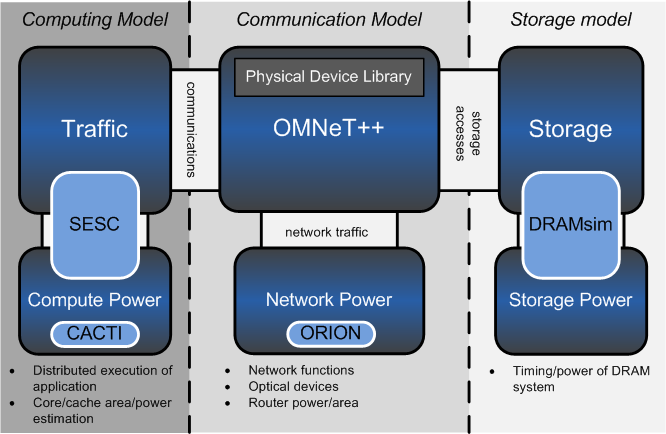 Computing Model
Communication Model
Storage model
Physical Device Library
Traffic
communications
OMNeT++
storage
accesses
Storage
SESC
network traffic
DRAMsim
Compute Power
Network Power
Storage Power
CACTI
ORION
• Distributed execution of
application
• Core/cache area/power
estimation
• Network functions
• Optical devices
• Router power/area
• Timing/power of DRAM
system